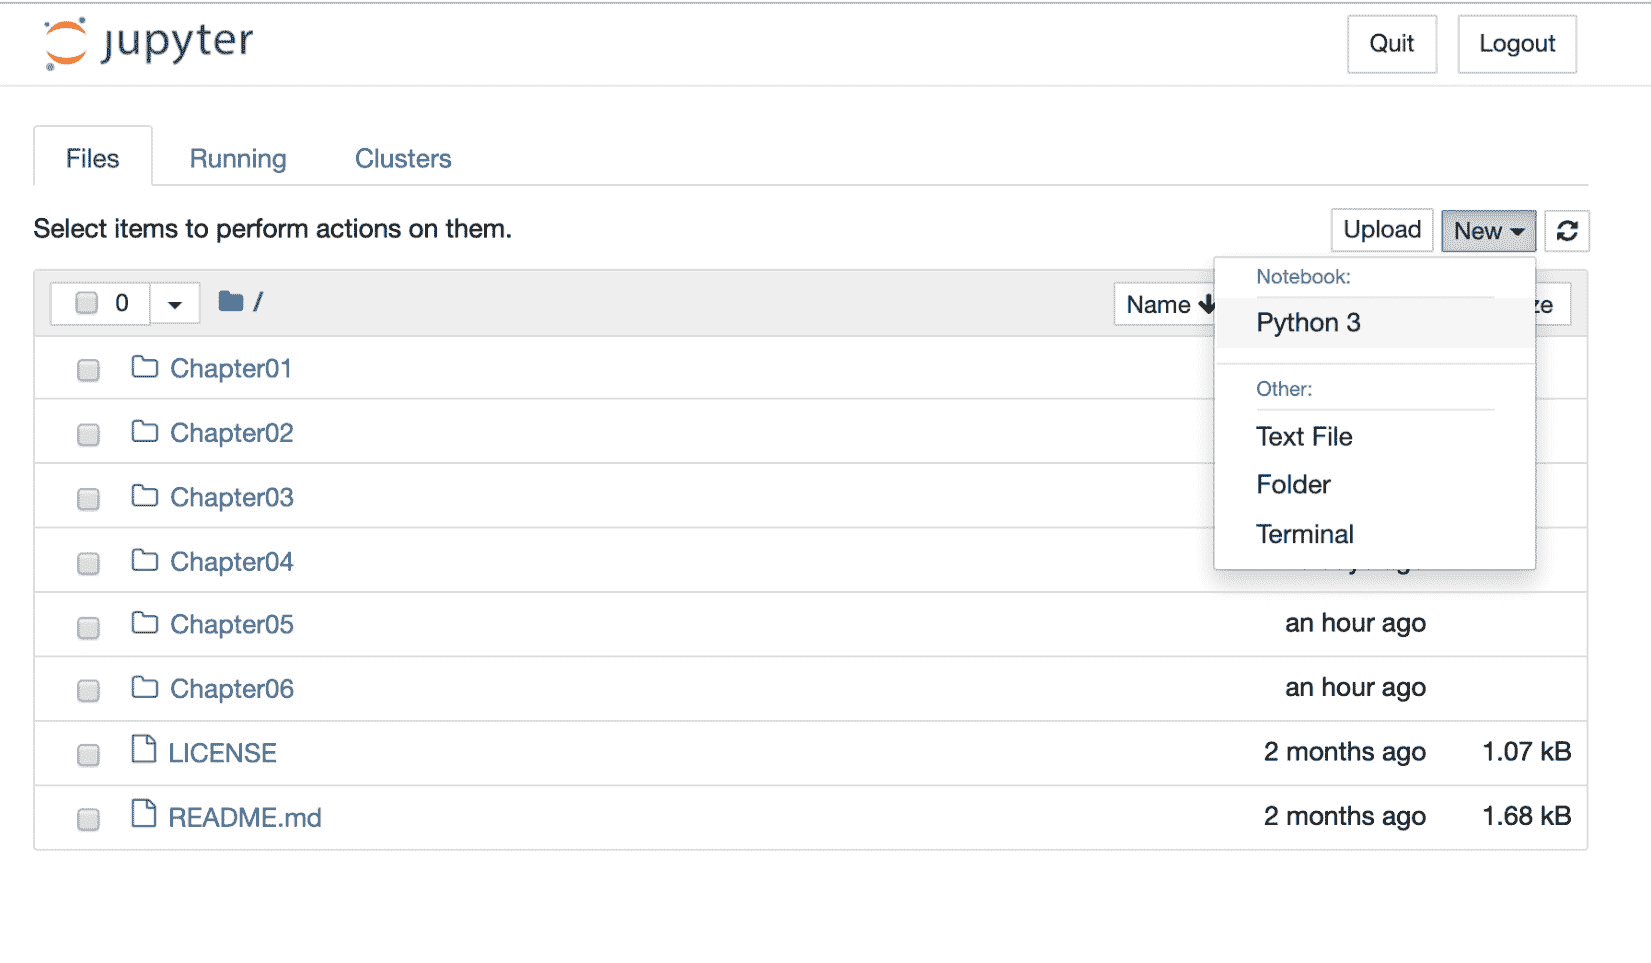 jupyter
Quit
Logout
Files
Running
Clusters
Select items to perform actions on them.
Upload
New
0
/
Name
Notebook:
Python 3
Other:
Text File
Folder
Terminal
Chapter01
Chapter02
Chapter03
Chapter04
Chapter05 an hour ago
Chapter06 an hour ago
LICENSE 2 months ago 1.07 kB
README.md 2 months ago 1.68 kB